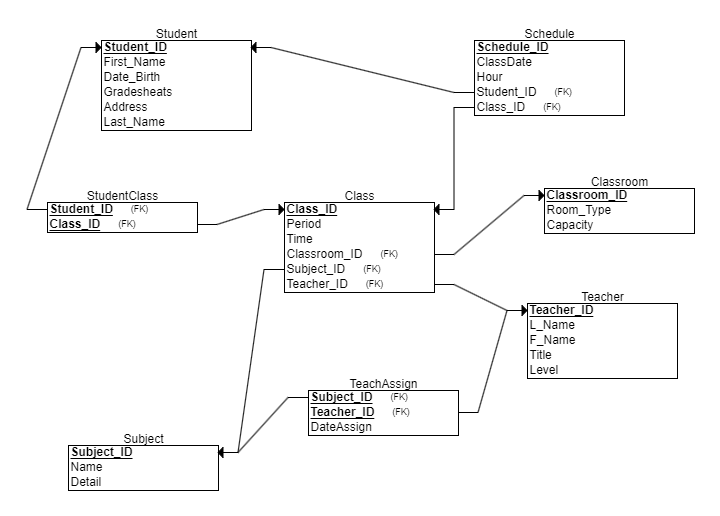 Student
Student_ID
First_Name
Date_Birth
Gradesheats
Address
Last_Name
Schedule
Schedule_ID
ClassDate
Hour
Student_ID (FK)
Class_ID (FK)
StudentClass
Student_ID (FK)
Class_ID (FK)
Class
Class_ID
Period
Time
Classroom_ID (FK)
Subject_ID (FK)
Teacher_ID (FK)
Classroom
Classroom_ID
Room_Type
Capacity
Teacher
Teacher_ID
L_Name
F_Name
Title
Level
TeachAssign
Subject_ID (FK)
Teacher_ID (FK)
DateAssign
Subject
Subject_ID
Name
Detail